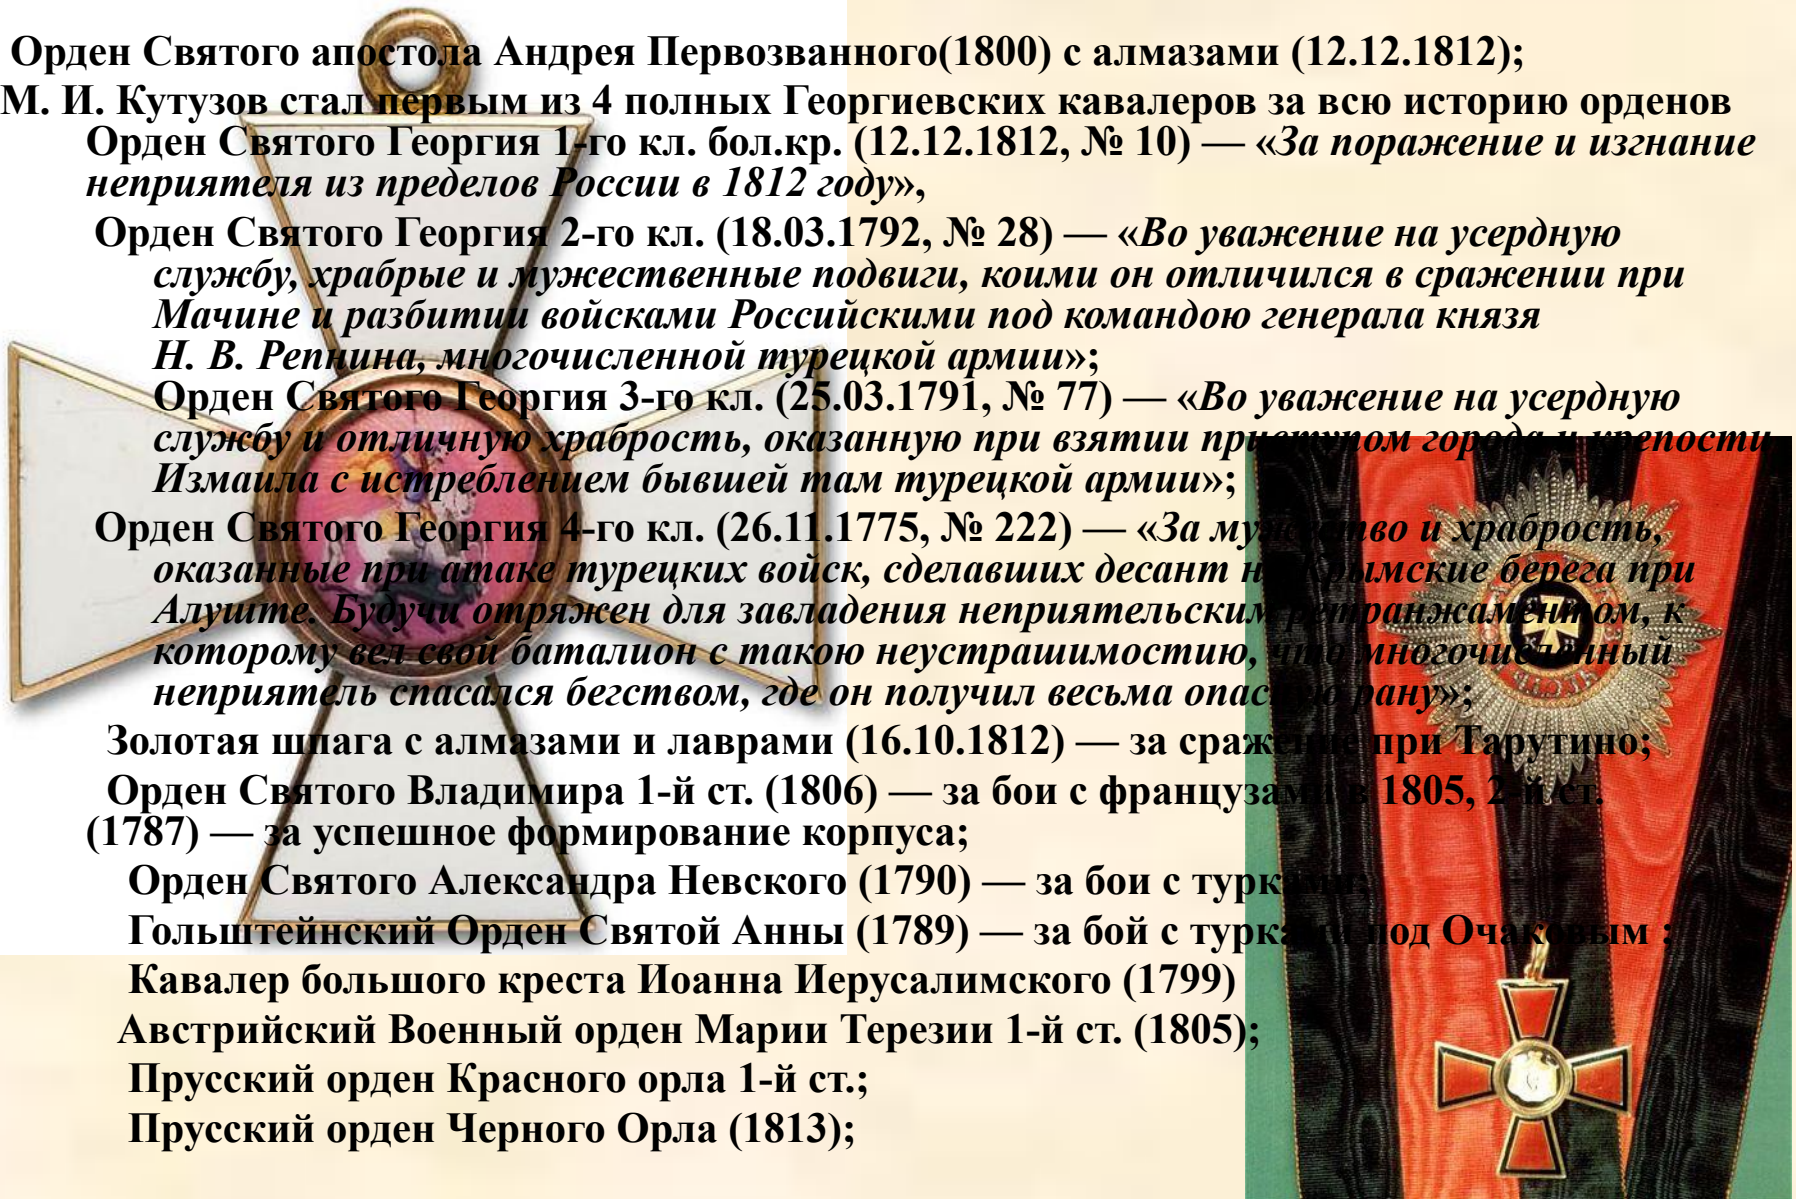 Орден Святого апостола Андрея Первозванного(1800) с алмазами (12.12.1812);
М. И. Кутузов стал первым из 4 полных Георгиевских кавалеров за всю историю орденов
Орден Святого Георгия 1-го кл. бол.кр. (12.12.1812, № 10) — «За поражение и изгнание
неприятеля из пределов России в 1812 году»,
Орден Святого Георгия 2-го кл. (18.03.1792, № 28) — «Во уважение на усердную
службу, храбрые и мужественные подвиги, коими он отличился в сражении при
Мачине и разбитии войсками Российскими под командою генерала князя
Н. В. Репнина, многочисленной турецкой армии»;
Орден Святого Георгия 3-го кл. (25.03.1791, № 77) — «Во уважение на усердную
службу и отличную храбрость, оказанную при взятии приступом города и крепости
Измаила с истреблением бывшей там турецкой армии»;
Орден Святого Георгия 4-го кл. (26.11.1775, № 222) — «За мужество и храбрость,
оказанные при атаке турецких войск, сделавших десант на Крымские берега при
Алуште. Будучи отряжен для завладения неприятельским ретранжаментом, к
которому вел свой баталион с такою неустрашимостию, что многочисленный
неприятель спасался бегством, где он получил весьма опасную рану»;
Золотая шпага с алмазами и лаврами (16.10.1812) — за сражение при Тарутино;
Орден Святого Владимира 1-й ст. (1806) — за бои с французами в 1805, 2-й ст.
(1787) — за успешное формирование корпуса;
Орден Святого Александра Невского (1790) — за бои с турками;
Гольштейнский Орден Святой Анны (1789) — за бой с турками под Очаковым ;
Кавалер большого креста Иоанна Иерусалимского (1799)
Австрийский Военный орден Марии Терезии 1-й ст. (1805);
Прусский орден Красного орла 1-й ст.;
Прусский орден Черного Орла (1813);